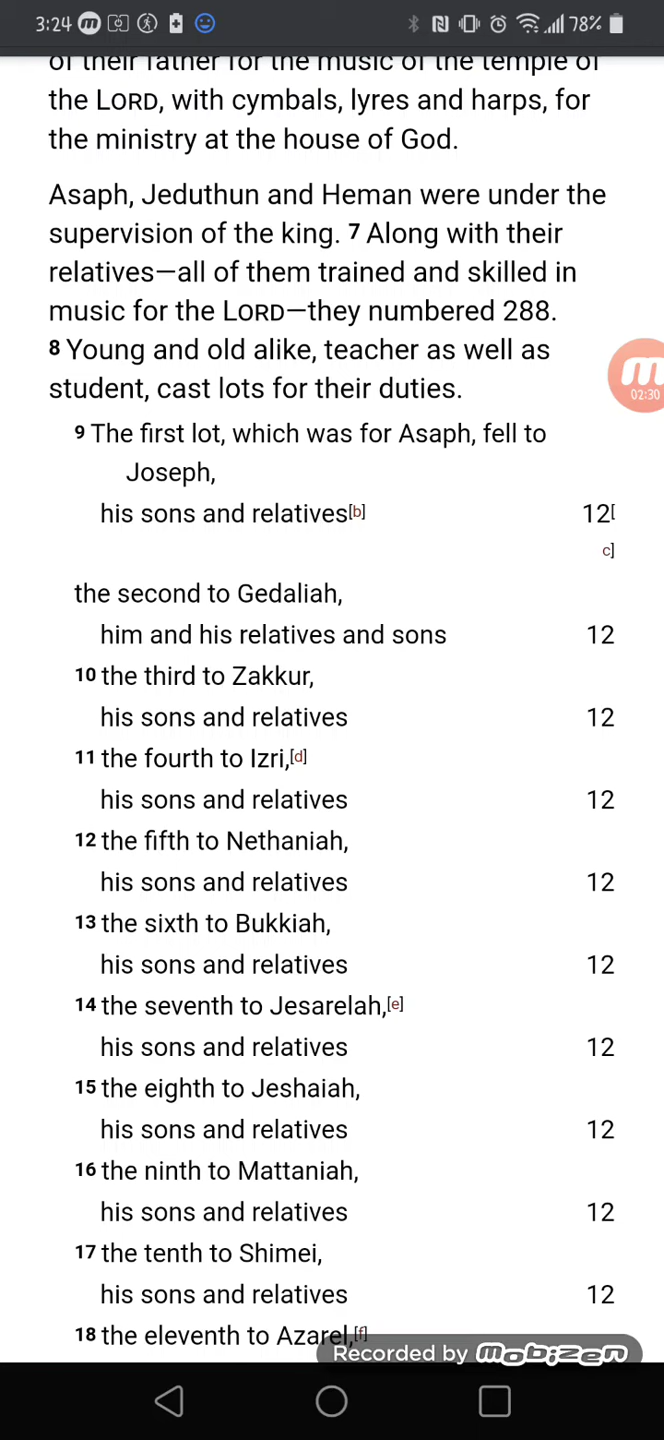 3:24 78%
of their father for the music of the temple of
the LORD, with cymbals, lyres and harps, for
the ministry at the house of God.
Asaph, Jeduthun and Heman were under the
supervision of the king. 7 Along with their
relatives—all of them trained and skilled in
music for the LORD—they numbered 288.
8 Young and old alike, teacher as well as
student, cast lots for their duties.
m
02:30
9 The first lot, which was for Asaph, fell to
Joseph,
his sons and relatives[b] 12[
c]
the second to Gedaliah,
him and his relatives and sons 12
10 the third to Zakkur,
his sons and relatives 12
11 the fourth to Izri,[d]
his sons and relatives 12
12 the fifth to Nethaniah,
his sons and relatives 12
13 the sixth to Bukkiah,
his sons and relatives 12
14 the seventh to Jesarelah,[e]
his sons and relatives 12
15 the eighth to Jeshaiah,
his sons and relatives 12
16 the ninth to Mattaniah,
his sons and relatives 12
17 the tenth to Shimei,
his sons and relatives 12
18 the eleventh to Azarel,[f]
Recorded by mobizen